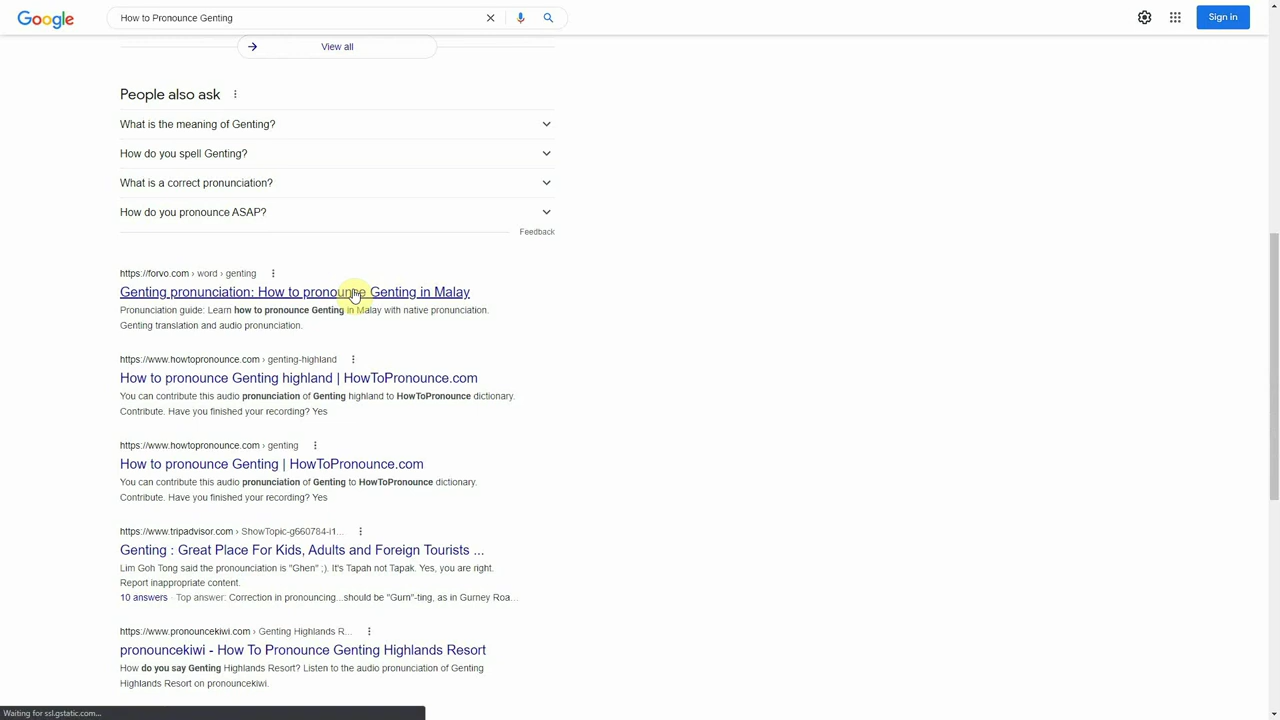 Google
How to Pronounce Genting
Sign in
View all
People also ask
What is the meaning of Genting?
How do you spell Genting?
What is a correct pronunciation?
How do you pronounce ASAP?
Feedback
https://forvo.com › word › genting
Genting pronunciation: How to pronounce Genting in Malay
Pronunciation guide: Learn how to pronounce Genting in Malay with native pronunciation.
Genting translation and audio pronunciation.
https://www.howtopronounce.com › genting-highland
How to pronounce Genting highland | HowToPronounce.com
You can contribute this audio pronunciation of Genting highland to HowToPronounce dictionary.
Contribute. Have you finished your recording? Yes
https://www.howtopronounce.com › genting
How to pronounce Genting | HowToPronounce.com
You can contribute this audio pronunciation of Genting to HowToPronounce dictionary.
Contribute. Have you finished your recording? Yes
https://www.tripadvisor.com › ShowTopic-g660784-i1...
Genting : Great Place For Kids, Adults and Foreign Tourists ...
Lim Goh Tong said the pronunciation is "Ghen" ;). It's Tapah not Tapak. Yes, you are right.
Report inappropriate content.
10 answers · Top answer: Correction in pronouncing...should be "Gurn"-ting, as in Gurney Roa...
https://www.pronouncekiwi.com › Genting Highlands R...
pronouncekiwi - How To Pronounce Genting Highlands Resort
How do you say Genting Highlands Resort? Listen to the audio pronunciation of Genting
Highlands Resort on pronouncekiwi.
Waiting for ssl.gstatic.com...